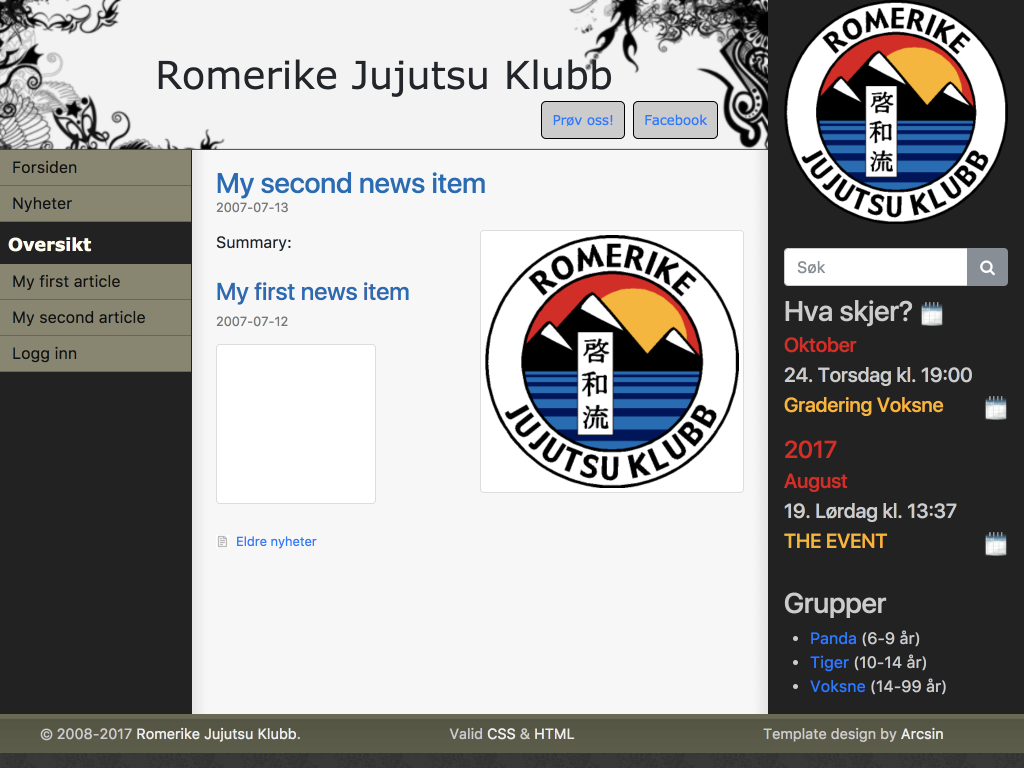 Romerike Jujutsu Klubb
Prøv oss!
Facebook
Forsiden
Nyheter
Oversikt
My first article
My second article
Logg inn
My second news item
2007-07-13
Summary:
ROMERIKE
啓和流
JUJUTSU KLUBB
My first news item
2007-07-12
Eldre nyheter
ROMERIKE
啓和流
JUJUTSU KLUBB
Søk
Hva skjer?
Oktober
24. Torsdag kl. 19:00
Gradering Voksne
2017
August
19. Lørdag kl. 13:37
THE EVENT
Grupper
Panda (6-9 år)
Tiger (10-14 år)
Voksne (14-99 år)
© 2008-2017 Romerike Jujutsu Klubb.
Valid CSS & HTML
Template design by Arcsin